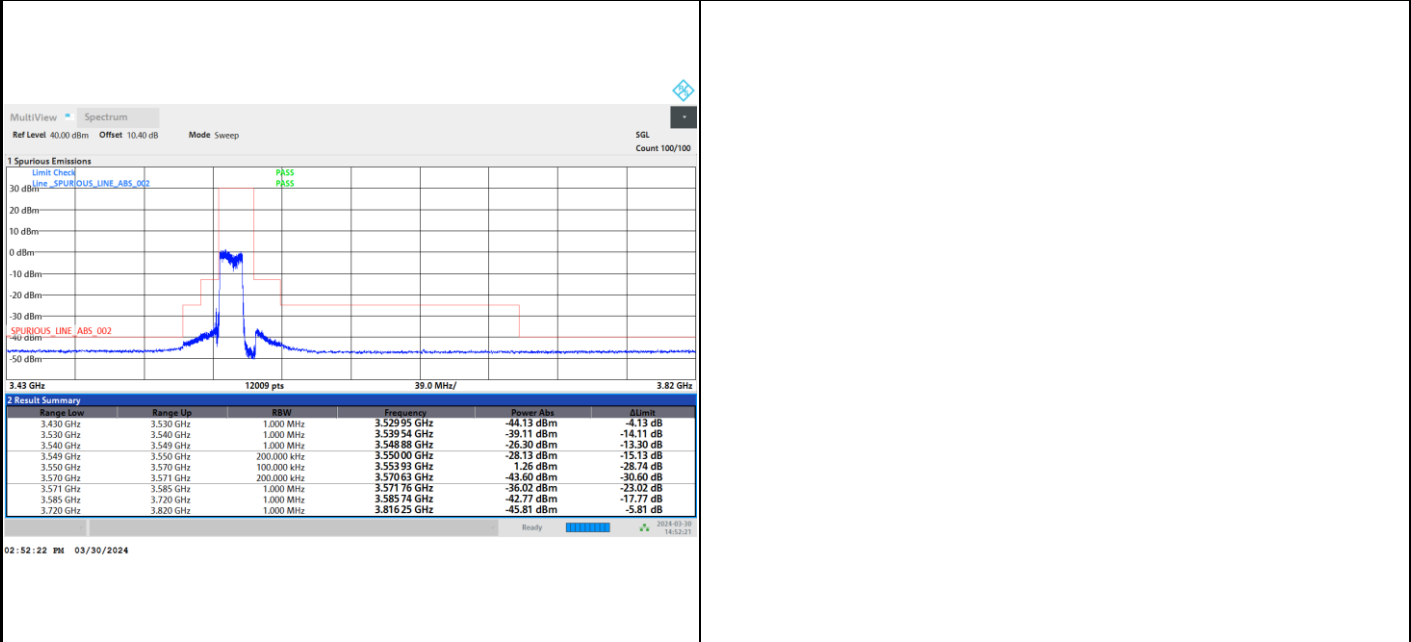 MultiView Spectrum
Ref Level 40.00 dBm Offset 10.40 dB Mode Sweep SGL
Count 100/100
1 Spurious Emissions
Limit Check PASS
Line _SPURIOUS_LINE_ABS_002 PASS
30 dBm
20 dBm
10 dBm
0 dBm
-10 dBm
-20 dBm
-30 dBm
_SPURIOUS_LINE_ABS_002
-40 dBm
-50 dBm
3.43 GHz 12009 pts 39.0 MHz/ 3.82 GHz
2 Result Summary
Range Low Range Up RBW Frequency Power Abs ΔLimit
3.430 GHz 3.530 GHz 1.000 MHz 3.529 95 GHz -44.13 dBm -4.13 dB
3.530 GHz 3.540 GHz 1.000 MHz 3.539 54 GHz -39.11 dBm -14.11 dB
3.540 GHz 3.549 GHz 1.000 MHz 3.548 88 GHz -26.30 dBm -13.30 dB
3.549 GHz 3.550 GHz 200.000 kHz 3.550 00 GHz -28.13 dBm -15.13 dB
3.550 GHz 3.570 GHz 100.000 kHz 3.553 93 GHz 1.26 dBm -28.74 dB
3.570 GHz 3.571 GHz 200.000 kHz 3.570 63 GHz -43.60 dBm -30.60 dB
3.571 GHz 3.585 GHz 1.000 MHz 3.571 76 GHz -36.02 dBm -23.02 dB
3.585 GHz 3.720 GHz 1.000 MHz 3.585 74 GHz -42.77 dBm -17.77 dB
3.720 GHz 3.820 GHz 1.000 MHz 3.816 25 GHz -45.81 dBm -5.81 dB
Ready 2024-03-30
14:52:21
02:52:22 PM 03/30/2024